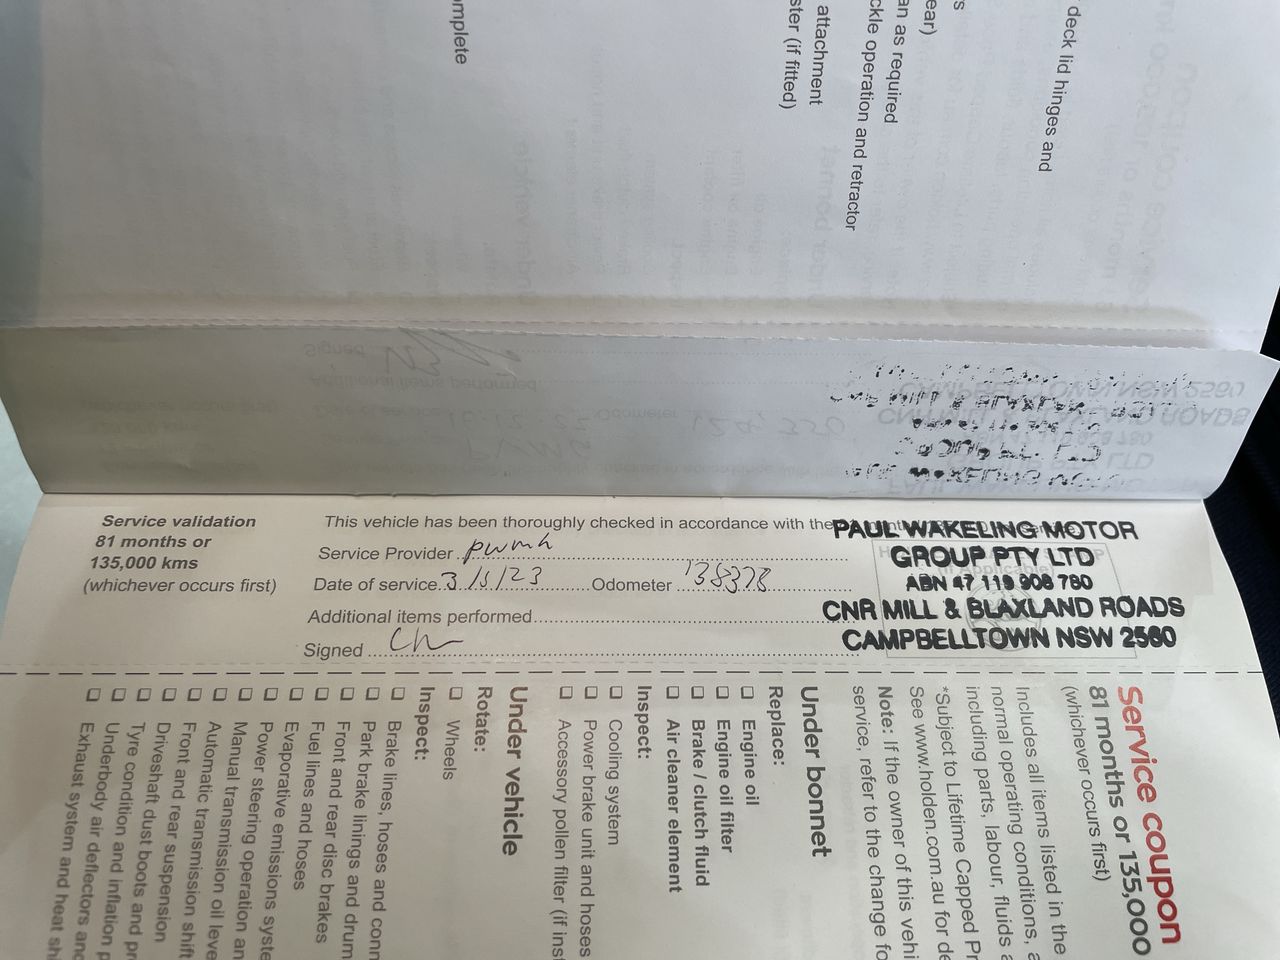 mplete
ster (if fitted)
attachment
ckle operation and retractor
an as required
ear)
deck lid hinges and
Service validation
81 months or
135,000 kms
(whichever occurs first)
This vehicle has been thoroughly checked in accordance with the
Service Provider pwmh
Date of service 3/5/23 Odometer 138378
Additional items performed
Signed
PAUL WAKELING MOTOR
GROUP PTY LTD
ABN 47 119 908 780
CNR MILL & BLAXLAND ROADS
CAMPBELLTOWN NSW 2560
Service coupon
81 months or 135,000
(whichever occurs first)
Includes all items listed in the
normal operating conditions, a
including parts, labour, fluids a
*Subject to Lifetime Capped Pr
See www.holden.com.au for de
Note: If the owner of this vehi
service, refer to the change fo
Under bonnet
Replace:
Engine oil
Engine oil filter
Brake / clutch fluid
Air cleaner element
Inspect:
Cooling system
Power brake unit and hoses
Accessory pollen filter (if inst
Under vehicle
Rotate:
Wheels
Inspect:
Brake lines, hoses and conn
Park brake linings and drum
Front and rear disc brakes
Fuel lines and hoses
Evaporative emissions syste
Power steering operation an
Manual transmission oil leve
Automatic transmission shift
Front and rear suspension
Driveshaft dust boots and pr
Tyre condition and inflation p
Underbody air deflectors and
Exhaust system and heat shi